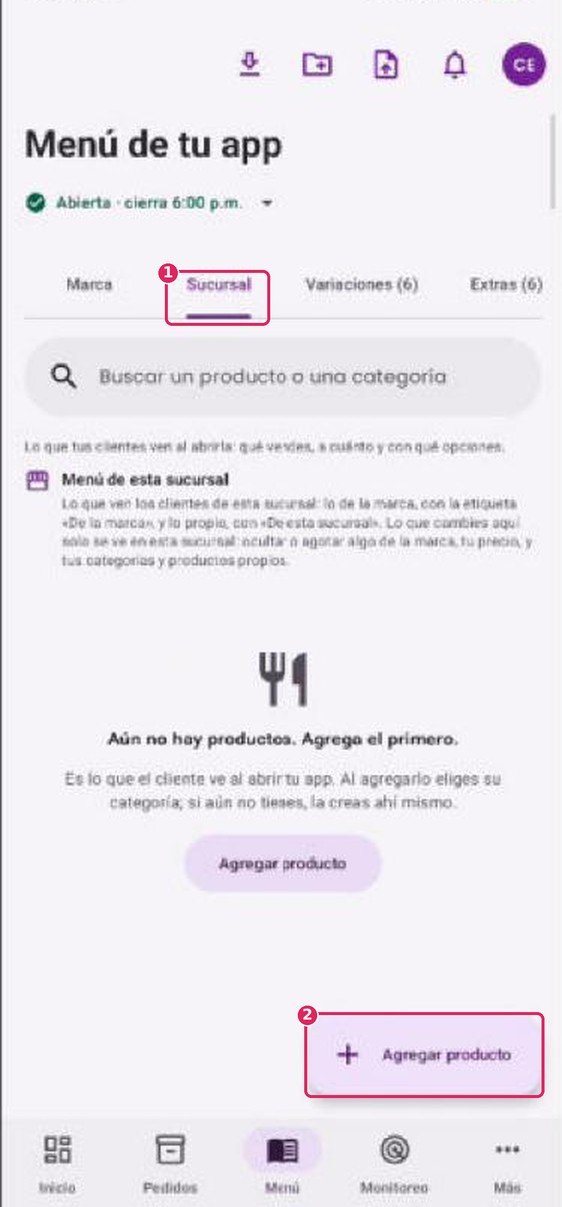 CE
Menú de tu app
Abierta · cierra 6:00 p.m.
1
Marca
Sucursal
Variaciones (6)
Extras (6)
Buscar un producto o una categoría
Lo que tus clientes ven al abrirla: qué vendes, a cuánto y con qué opciones.
Menú de esta sucursal
Lo que ven los clientes de esta sucursal: lo de la marca, con la etiqueta
«De la marca», y lo propio, con «De esta sucursal». Lo que cambies aquí
solo se ve en esta sucursal: ocultar o agotar algo de la marca, tu precio, y
tus categorías y productos propios.
Aún no hay productos. Agrega el primero.
Es lo que el cliente ve al abrir tu app. Al agregarlo eliges su
categoría; si aún no tienes, la creas ahí mismo.
Agregar producto
2
Agregar producto
Inicio
Pedidos
Menú
Monitoreo
Más